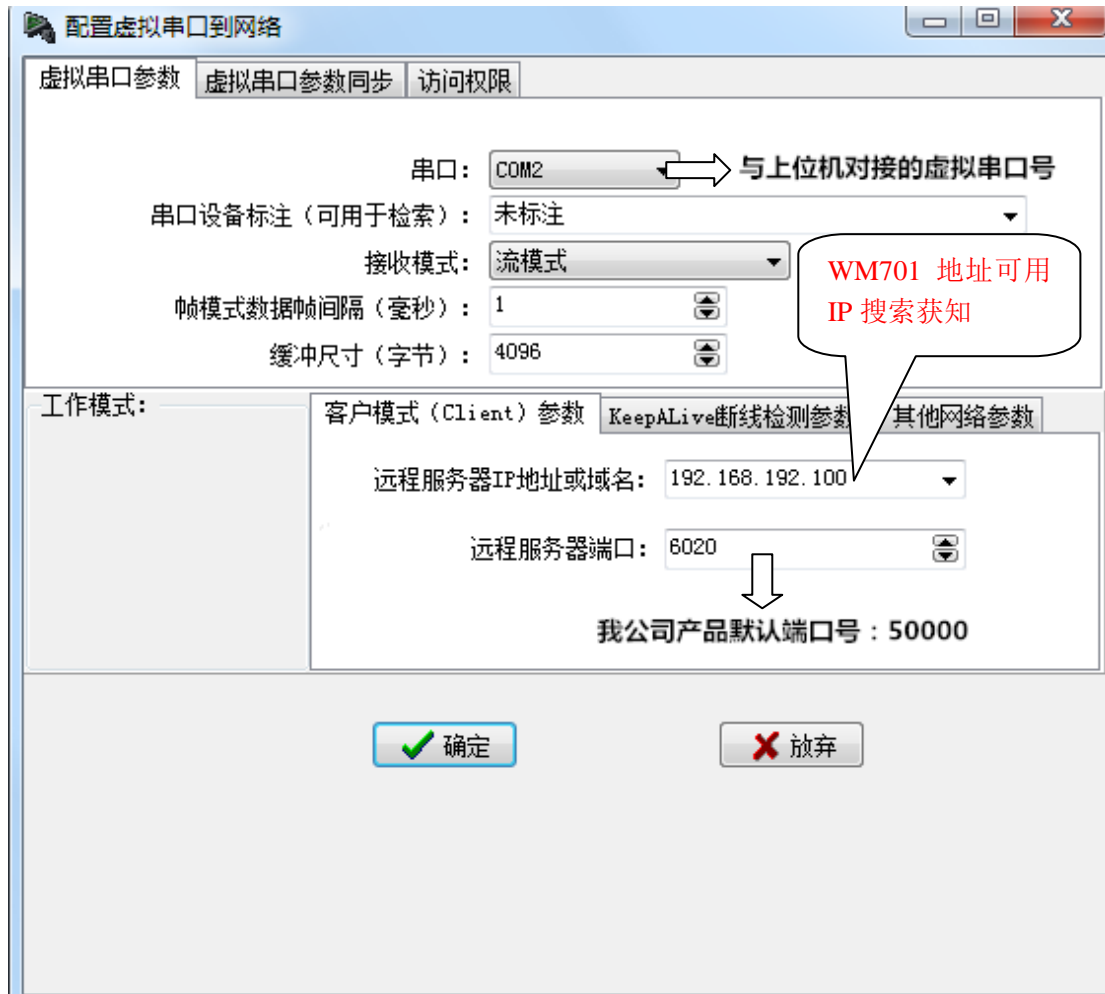 配置虚拟串口到网络
虚拟串口参数 虚拟串口参数同步 访问权限
串口： COM2 与上位机对接的虚拟串口号
串口设备标注（可用于检索）： 未标注
接收模式： 流模式
WM701 地址可用
IP 搜索获知
帧模式数据帧间隔（毫秒）： 1
缓冲尺寸（字节）： 4096
工作模式：
客户模式（Client）参数 KeepALive断线检测参数 其他网络参数
远程服务器IP地址或域名： 192.168.192.100
远程服务器端口： 6020
我公司产品默认端口号：50000
确定 放弃